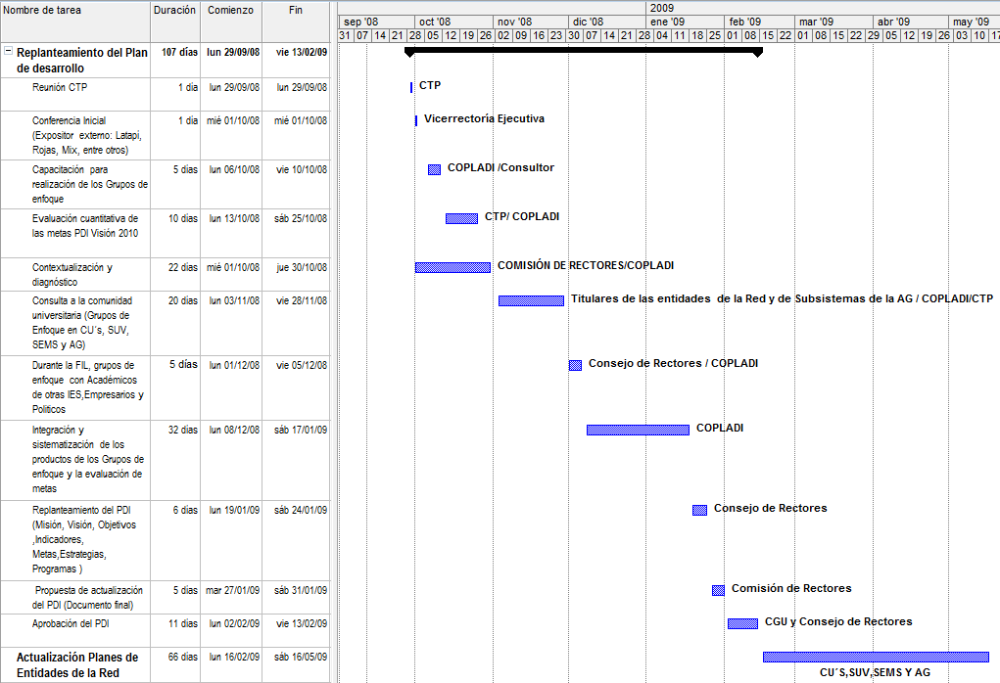 Nombre de tarea Duración Comienzo Fin
2009
sep '08 oct '08 nov '08 dic '08 ene '09 feb '09 mar '09 abr '09 may '09
31 07 14 21 28 05 12 19 26 02 09 16 23 30 07 14 21 28 04 11 18 25 01 08 15 22 01 08 15 22 29 05 12 19 26 03 10 17
Replanteamiento del Plan 107 días lun 29/09/08 vie 13/02/09
de desarrollo
Reunión CTP 1 día lun 29/09/08 lun 29/09/08 CTP
Conferencia Inicial 1 día mié 01/10/08 mié 01/10/08 Vicerrectoría Ejecutiva
(Expositor externo: Latapí,
Rojas, Mix, entre otros)
Capacitación para 5 días lun 06/10/08 vie 10/10/08 COPLADI /Consultor
realización de los Grupos de
enfoque
Evaluación cuantitativa de 10 días lun 13/10/08 sáb 25/10/08 CTP/ COPLADI
las metas PDI Visión 2010
Contextualización y 22 días mié 01/10/08 jue 30/10/08 COMISIÓN DE RECTORES/COPLADI
diagnóstico
Consulta a la comunidad 20 días lun 03/11/08 vie 28/11/08 Titulares de las entidades de la Red y de Subsistemas de la AG / COPLADI/CTP
universitaria (Grupos de
Enfoque en CU´s, SUV,
SEMS y AG)
Durante la FIL, grupos de 5 días lun 01/12/08 vie 05/12/08 Consejo de Rectores / COPLADI
enfoque con Académicos
de otras IES,Empresarios y
Políticos
Integración y 32 días lun 08/12/08 sáb 17/01/09 COPLADI
sistematización de los
productos de los Grupos de
enfoque y la evaluación de
metas
Replanteamiento del PDI 6 días lun 19/01/09 sáb 24/01/09 Consejo de Rectores
(Misión, Visión, Objetivos
,Indicadores,
Metas,Estrategias,
Programas )
Propuesta de actualización 5 días mar 27/01/09 sáb 31/01/09 Comisión de Rectores
del PDI (Documento final)
Aprobación del PDI 11 días lun 02/02/09 vie 13/02/09 CGU y Consejo de Rectores
Actualización Planes de 66 días lun 16/02/09 sáb 16/05/09
Entidades de la Red CU´S,SUV,SEMS Y AG